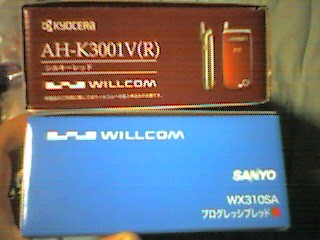 KYOCERA
AH-K3001V(R)
シルキーレッド
WILLCOM
WILLCOM
SANYO
WX310SA
プログレッシブレッド